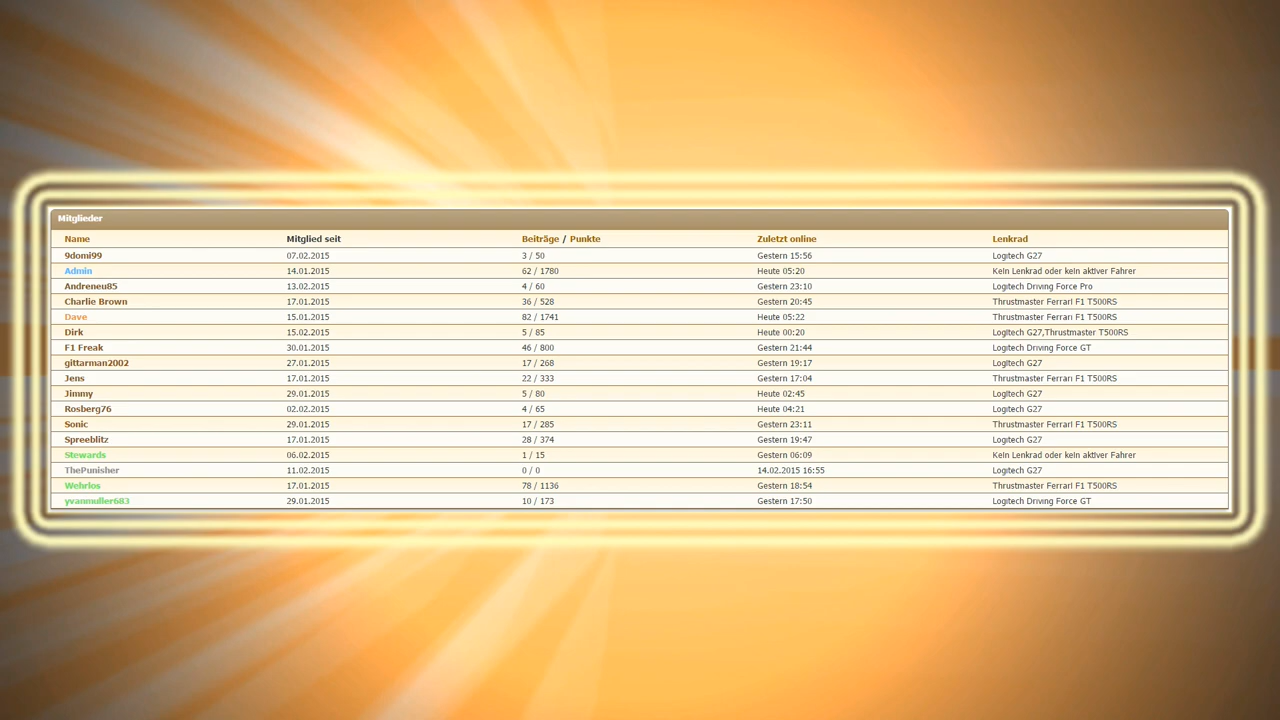 Mitglieder
Name Mitglied seit Beiträge / Punkte Zuletzt online Lenkrad
9domi99 07.02.2015 3 / 50 Gestern 15:56 Logitech G27
Admin 14.01.2015 62 / 1780 Heute 05:20 Kein Lenkrad oder kein aktiver Fahrer
Andreneu85 13.02.2015 4 / 60 Gestern 23:10 Logitech Driving Force Pro
Charlie Brown 17.01.2015 36 / 528 Gestern 20:45 Thrustmaster Ferrari F1 T500RS
Dave 15.01.2015 82 / 1741 Heute 05:22 Thrustmaster Ferrari F1 T500RS
Dirk 15.02.2015 5 / 85 Heute 00:20 Logitech G27,Thrustmaster T500RS
F1 Freak 30.01.2015 46 / 800 Gestern 21:44 Logitech Driving Force GT
gittarman2002 27.01.2015 17 / 268 Gestern 19:17 Logitech G27
Jens 17.01.2015 22 / 333 Gestern 17:04 Thrustmaster Ferrari F1 T500RS
Jimmy 29.01.2015 5 / 80 Heute 02:45 Logitech G27
Rosberg76 02.02.2015 4 / 65 Heute 04:21 Logitech G27
Sonic 29.01.2015 17 / 285 Gestern 23:11 Thrustmaster Ferrari F1 T500RS
Spreeblitz 17.01.2015 28 / 374 Gestern 19:47 Logitech G27
Stewards 06.02.2015 1 / 15 Gestern 06:09 Kein Lenkrad oder kein aktiver Fahrer
ThePunisher 11.02.2015 0 / 0 14.02.2015 16:55 Logitech G27
Wehrlos 17.01.2015 78 / 1136 Gestern 18:54 Thrustmaster Ferrari F1 T500RS
yvanmuller683 29.01.2015 10 / 173 Gestern 17:50 Logitech Driving Force GT